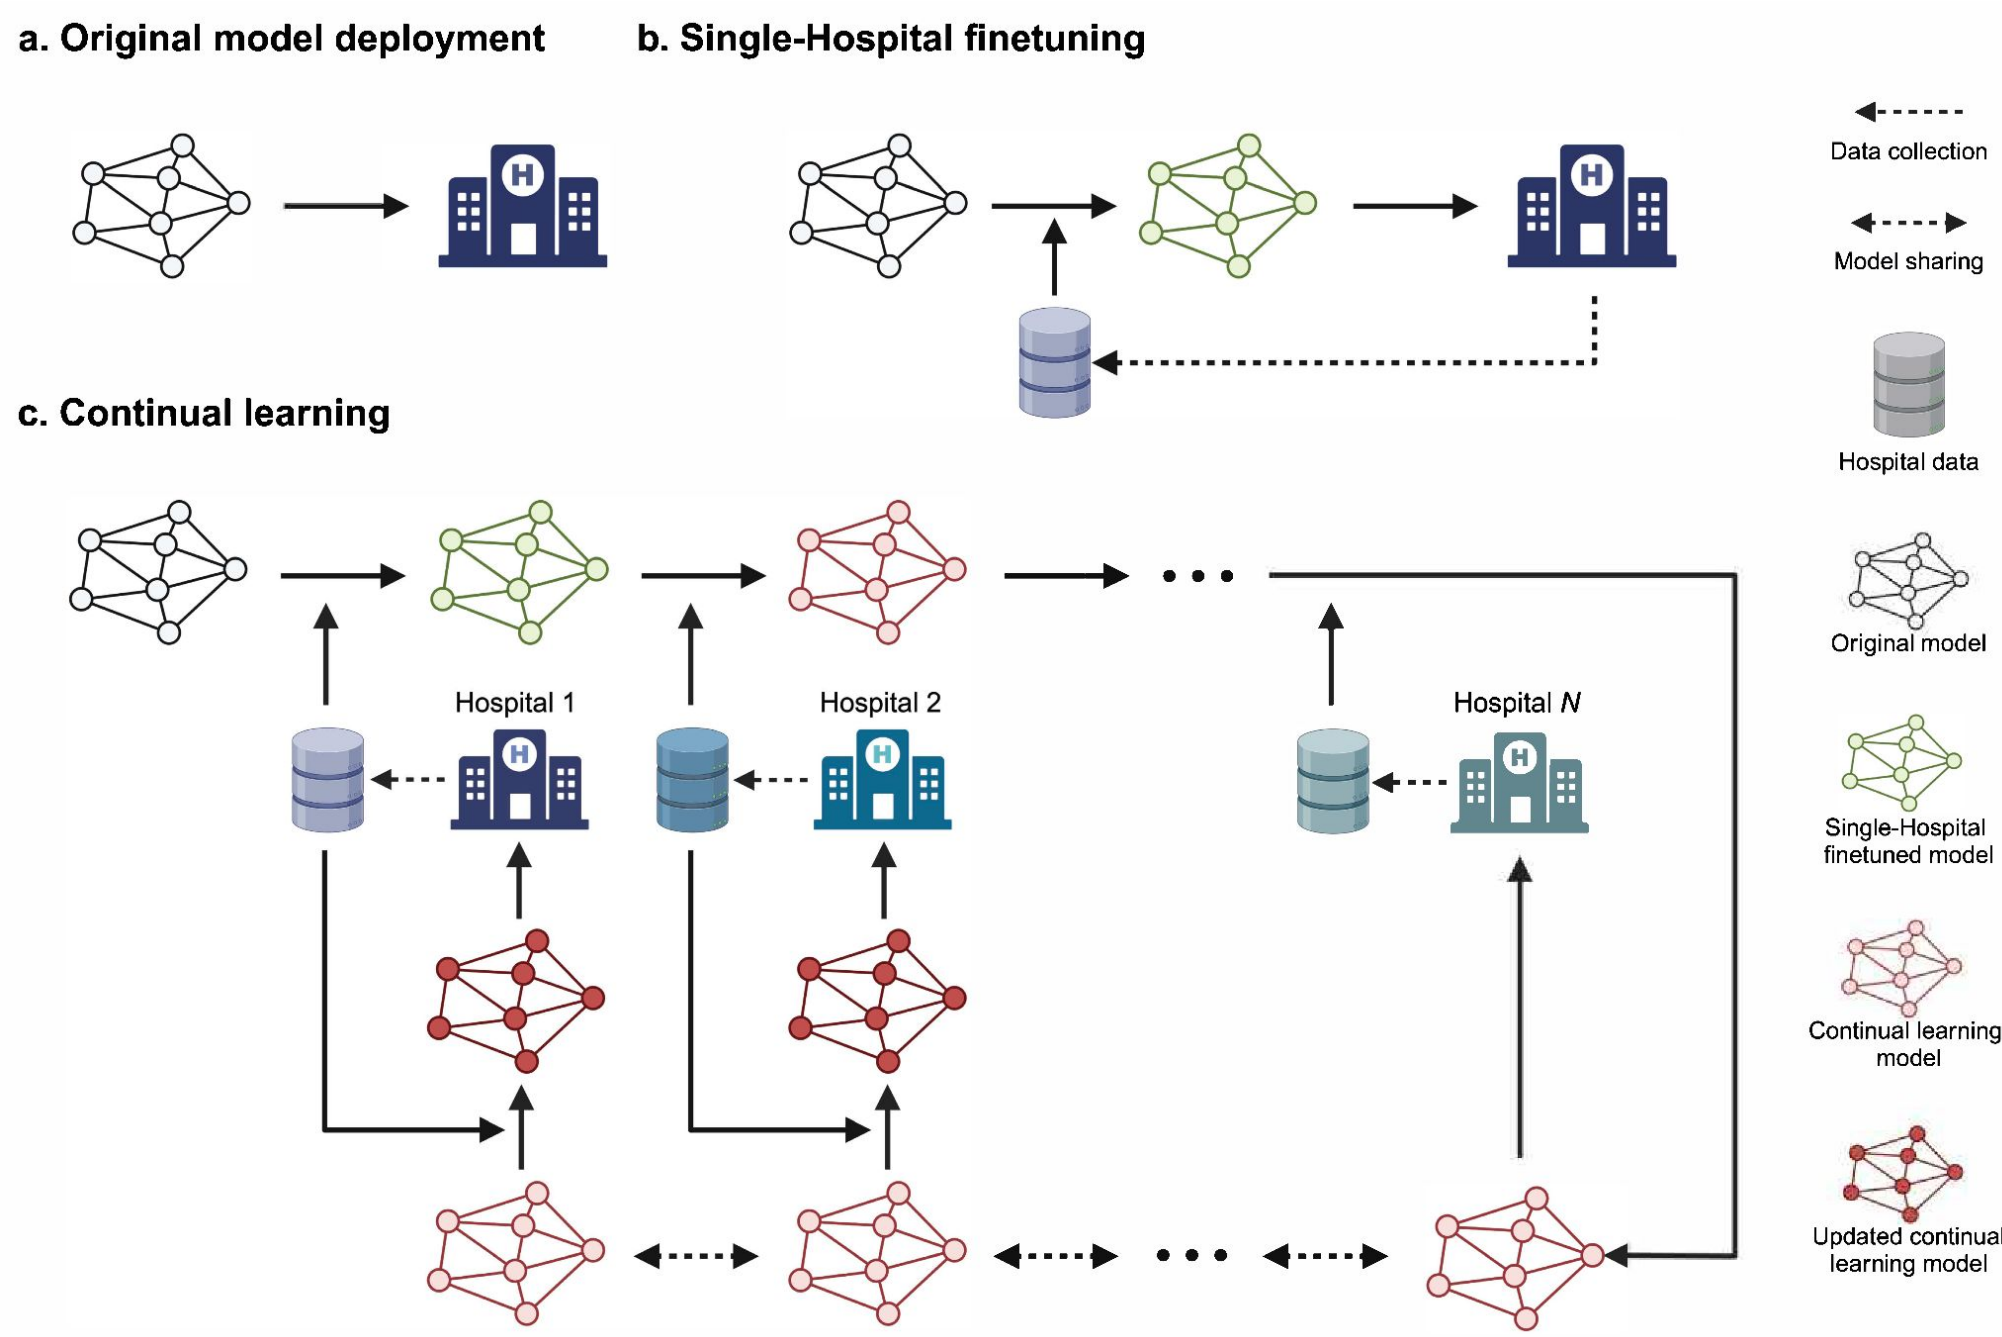 a. Original model deployment
b. Single-Hospital finetuning
H
H
Data collection
Model sharing
Hospital data
c. Continual learning
Original model
Hospital 1
Hospital 2
Hospital N
H
H
H
Single-Hospital
finetuned model
Continual learning
model
Updated continual
learning model